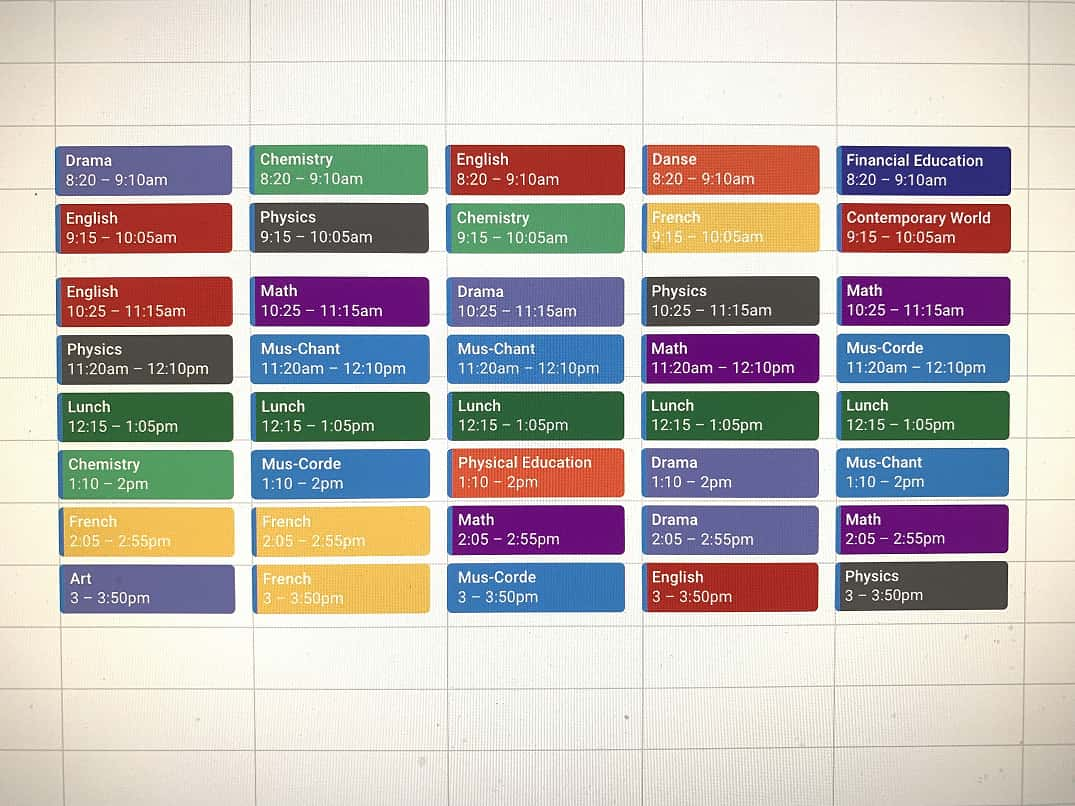 Drama
8:20 – 9:10am
Chemistry
8:20 – 9:10am
English
8:20 – 9:10am
Danse
8:20 – 9:10am
Financial Education
8:20 – 9:10am
English
9:15 – 10:05am
Physics
9:15 – 10:05am
Chemistry
9:15 – 10:05am
French
9:15 – 10:05am
Contemporary World
9:15 – 10:05am
English
10:25 – 11:15am
Math
10:25 – 11:15am
Drama
10:25 – 11:15am
Physics
10:25 – 11:15am
Math
10:25 – 11:15am
Physics
11:20am – 12:10pm
Mus-Chant
11:20am – 12:10pm
Mus-Chant
11:20am – 12:10pm
Math
11:20am – 12:10pm
Mus-Corde
11:20am – 12:10pm
Lunch
12:15 – 1:05pm
Lunch
12:15 – 1:05pm
Lunch
12:15 – 1:05pm
Lunch
12:15 – 1:05pm
Lunch
12:15 – 1:05pm
Chemistry
1:10 – 2pm
Mus-Corde
1:10 – 2pm
Physical Education
1:10 – 2pm
Drama
1:10 – 2pm
Mus-Chant
1:10 – 2pm
French
2:05 – 2:55pm
French
2:05 – 2:55pm
Math
2:05 – 2:55pm
Drama
2:05 – 2:55pm
Math
2:05 – 2:55pm
Art
3 – 3:50pm
French
3 – 3:50pm
Mus-Corde
3 – 3:50pm
English
3 – 3:50pm
Physics
3 – 3:50pm